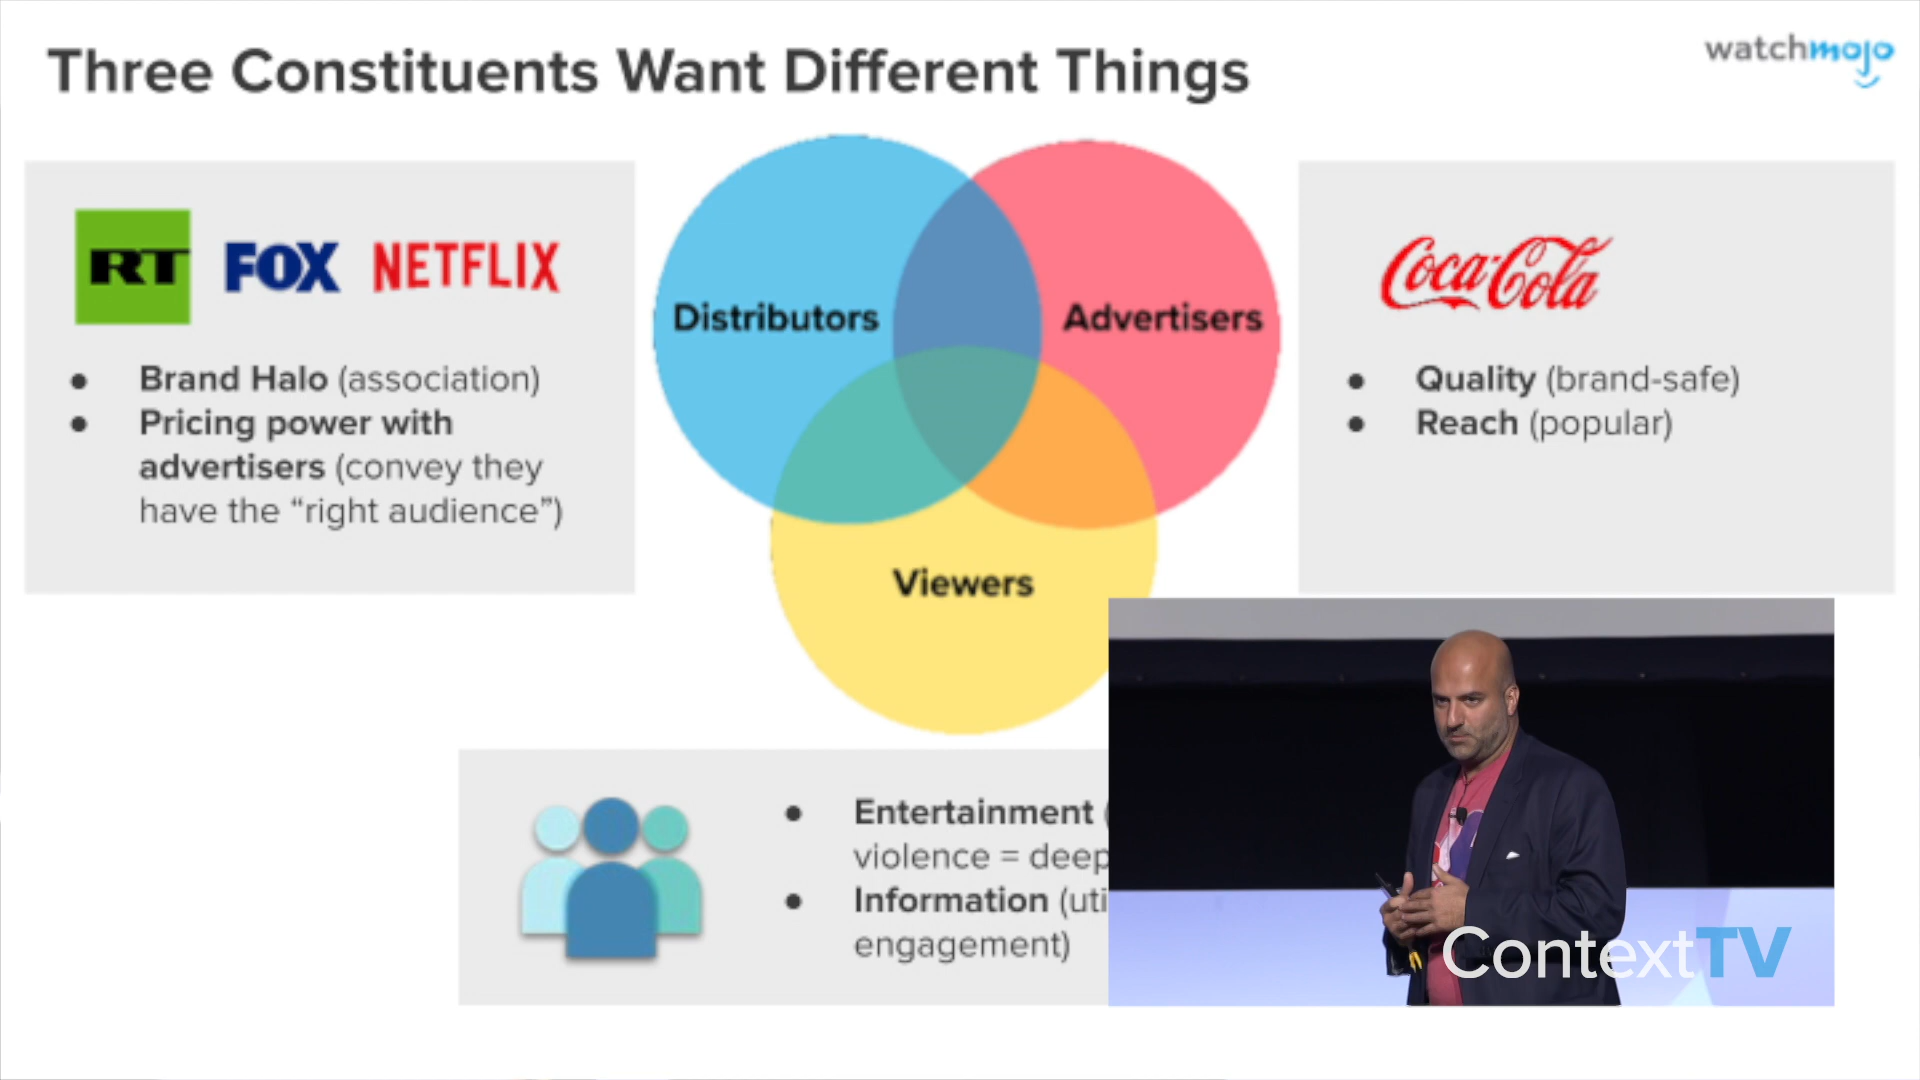 Three Constituents Want Different Things
watchmojo
RT FOX NETFLIX
Brand Halo (association)
Pricing power with
advertisers (convey they
have the “right audience”)
Distributors
Advertisers
Viewers
Coca-Cola
Quality (brand-safe)
Reach (popular)
Entertainment (
violence = deep
Information (uti
engagement)
ContextTV